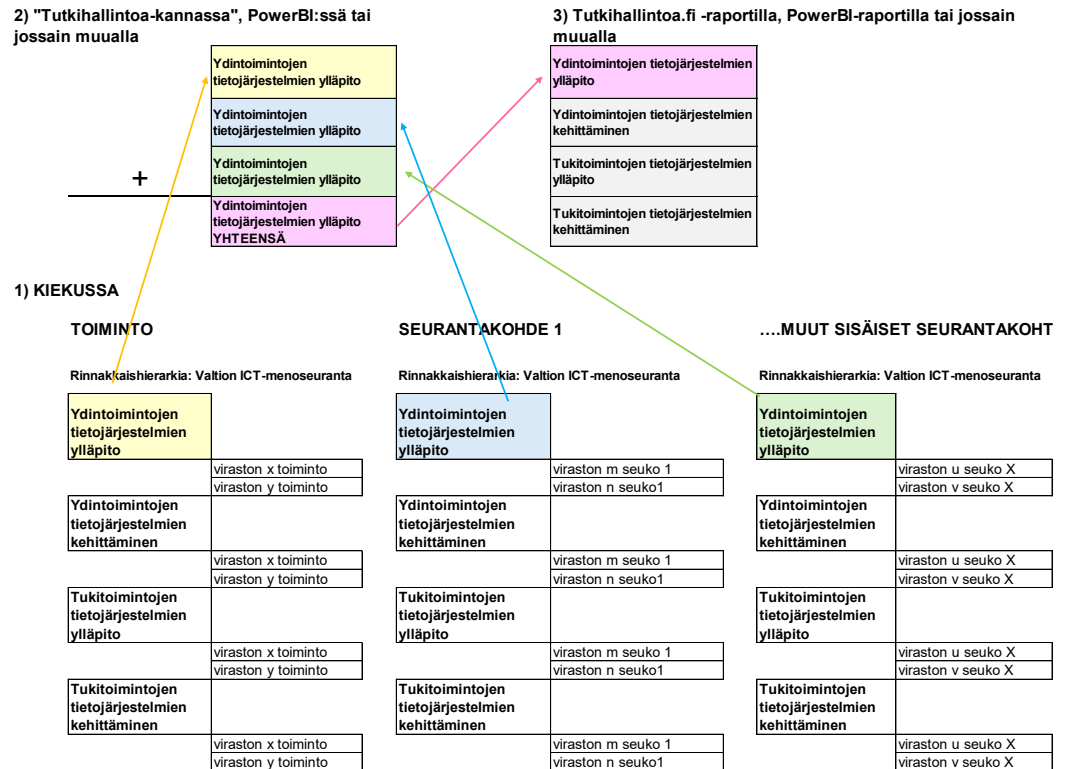 2) "Tutkihallintoa-kannassa", PowerBI:ssä tai
jossain muualla
3) Tutkihallintoa.fi -raportilla, PowerBI-raportilla tai jossain
muualla
Ydintoimintojen
tietojärjestelmien ylläpito
Ydintoimintojen
tietojärjestelmien ylläpito
Ydintoimintojen
tietojärjestelmien ylläpito
+
Ydintoimintojen
tietojärjestelmien ylläpito
YHTEENSÄ
Ydintoimintojen tietojärjestelmien
ylläpito
Ydintoimintojen tietojärjestelmien
kehittäminen
Tukitoimintojen tietojärjestelmien
ylläpito
Tukitoimintojen tietojärjestelmien
kehittäminen
1) KIEKUSSA
TOIMINTO
Rinnakkaishierarkia: Valtion ICT-menoseuranta
Ydintoimintojen
tietojärjestelmien
ylläpito
viraston x toiminto
viraston y toiminto
Ydintoimintojen
tietojärjestelmien
kehittäminen
viraston x toiminto
viraston y toiminto
Tukitoimintojen
tietojärjestelmien
ylläpito
viraston x toiminto
viraston y toiminto
Tukitoimintojen
tietojärjestelmien
kehittäminen
viraston x toiminto
viraston y toiminto
SEURANTAKOHDE 1
Rinnakkaishierarkia: Valtion ICT-menoseuranta
Ydintoimintojen
tietojärjestelmien
ylläpito
viraston m seuko 1
viraston n seuko1
Ydintoimintojen
tietojärjestelmien
kehittäminen
viraston m seuko 1
viraston n seuko1
Tukitoimintojen
tietojärjestelmien
ylläpito
viraston m seuko 1
viraston n seuko1
Tukitoimintojen
tietojärjestelmien
kehittäminen
viraston m seuko 1
viraston n seuko1
….MUUT SISÄISET SEURANTAKOHT
Rinnakkaishierarkia: Valtion ICT-menoseuranta
Ydintoimintojen
tietojärjestelmien
ylläpito
viraston u seuko X
viraston v seuko X
Ydintoimintojen
tietojärjestelmien
kehittäminen
viraston u seuko X
viraston v seuko X
Tukitoimintojen
tietojärjestelmien
ylläpito
viraston u seuko X
viraston v seuko X
Tukitoimintojen
tietojärjestelmien
kehittäminen
viraston u seuko X
viraston v seuko X